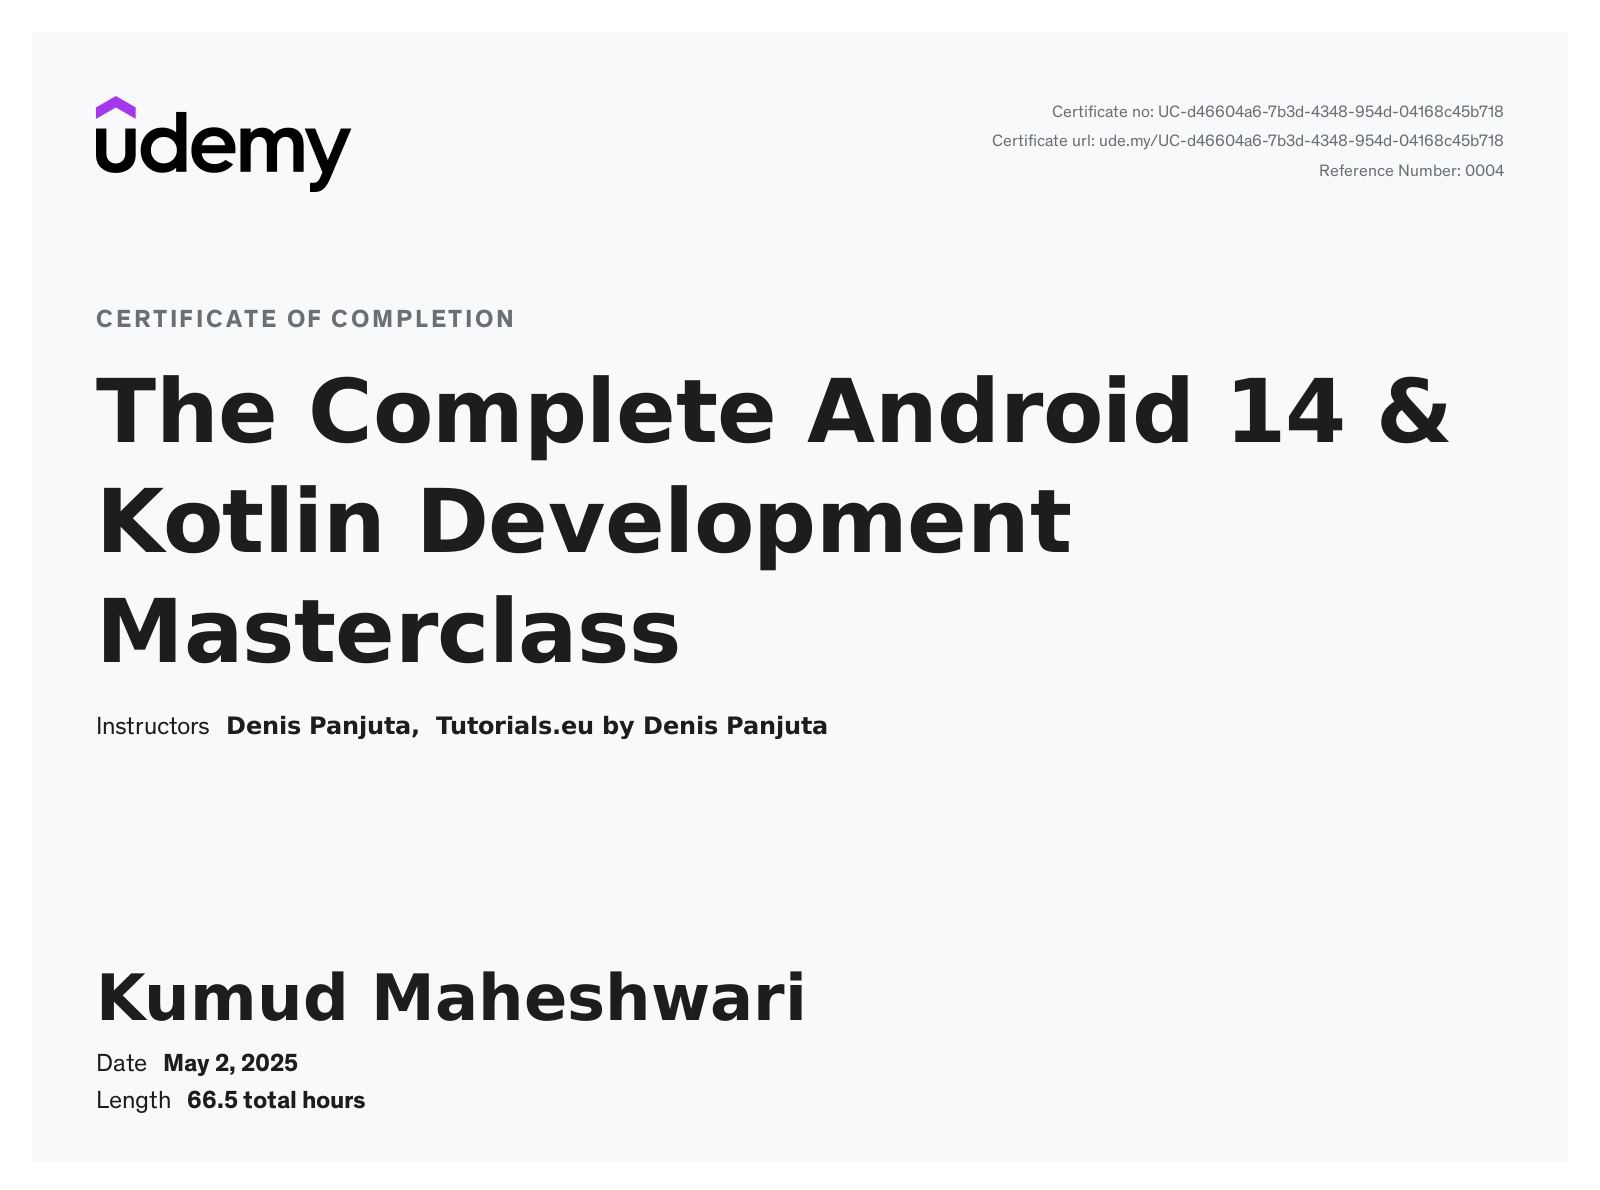 udemy
Certificate no: UC-d46604a6-7b3d-4348-954d-04168c45b718
Certificate url: ude.my/UC-d46604a6-7b3d-4348-954d-04168c45b718
Reference Number: 0004
CERTIFICATE OF COMPLETION
The Complete Android 14 &
Kotlin Development
Masterclass
Instructors Denis Panjuta, Tutorials.eu by Denis Panjuta
Kumud Maheshwari
Date May 2, 2025
Length 66.5 total hours